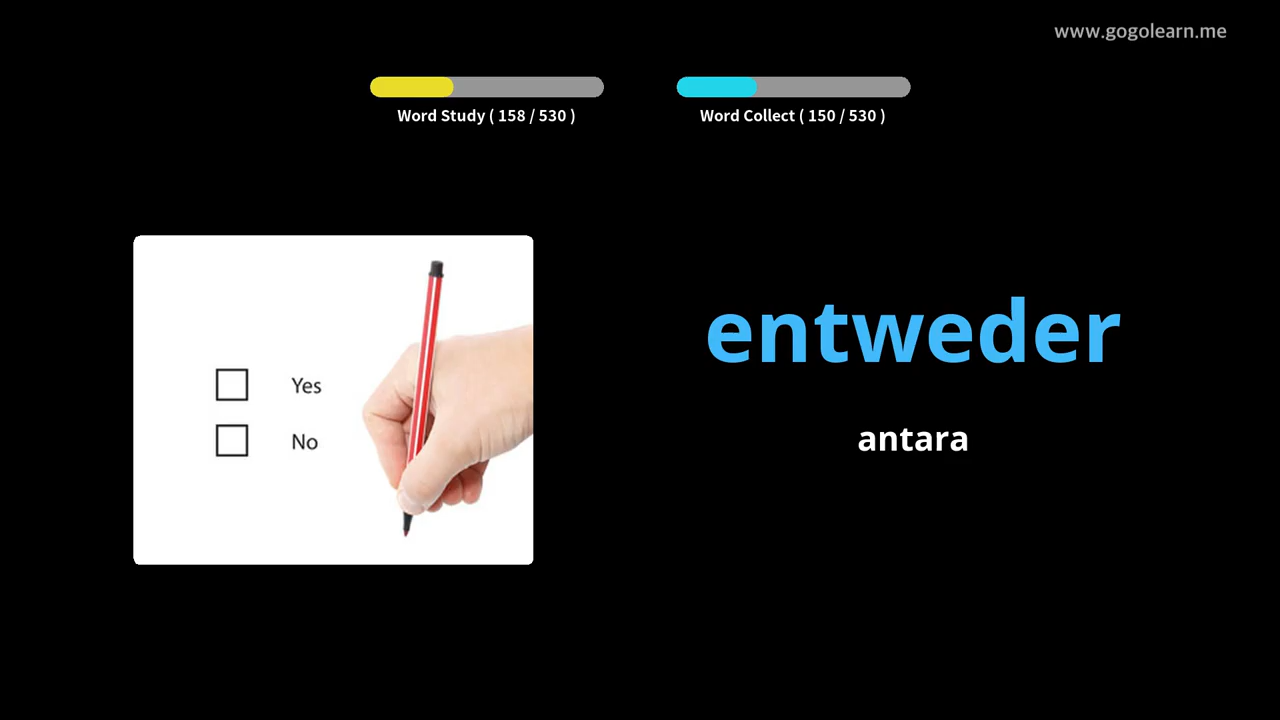 www.gogolearn.me
Word Study ( 158 / 530 )
Word Collect ( 150 / 530 )
Yes
No
entweder
antara